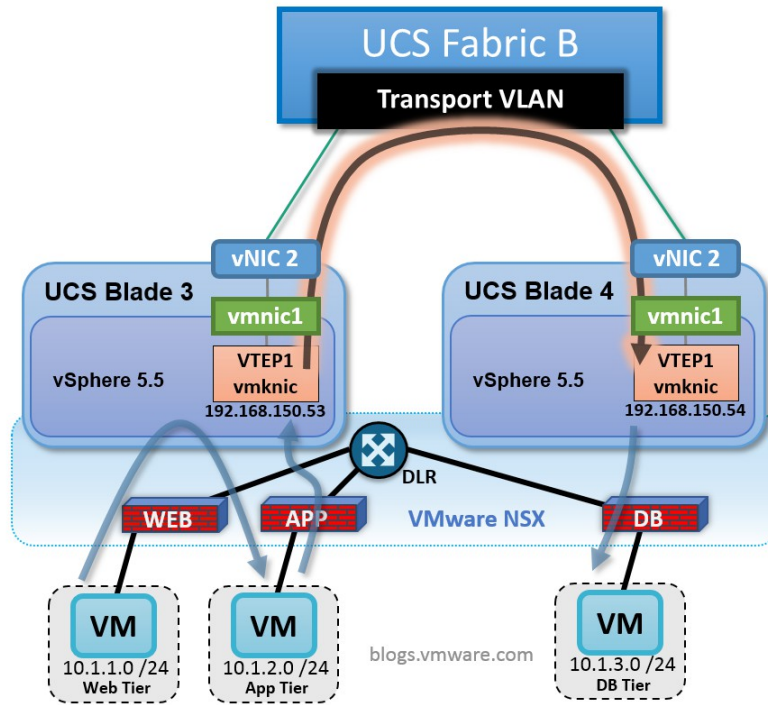 UCS Fabric B
Transport VLAN
vNIC 2
vNIC 2
UCS Blade 3
UCS Blade 4
vmnic1
vmnic1
vSphere 5.5
VTEP1
vmknic
192.168.150.53
vSphere 5.5
VTEP1
vmknic
192.168.150.54
DLR
WEB
APP
VMware NSX
DB
VM
10.1.1.0 /24
Web Tier
VM
10.1.2.0 /24
App Tier
blogs.vmware.com
VM
10.1.3.0 /24
DB Tier